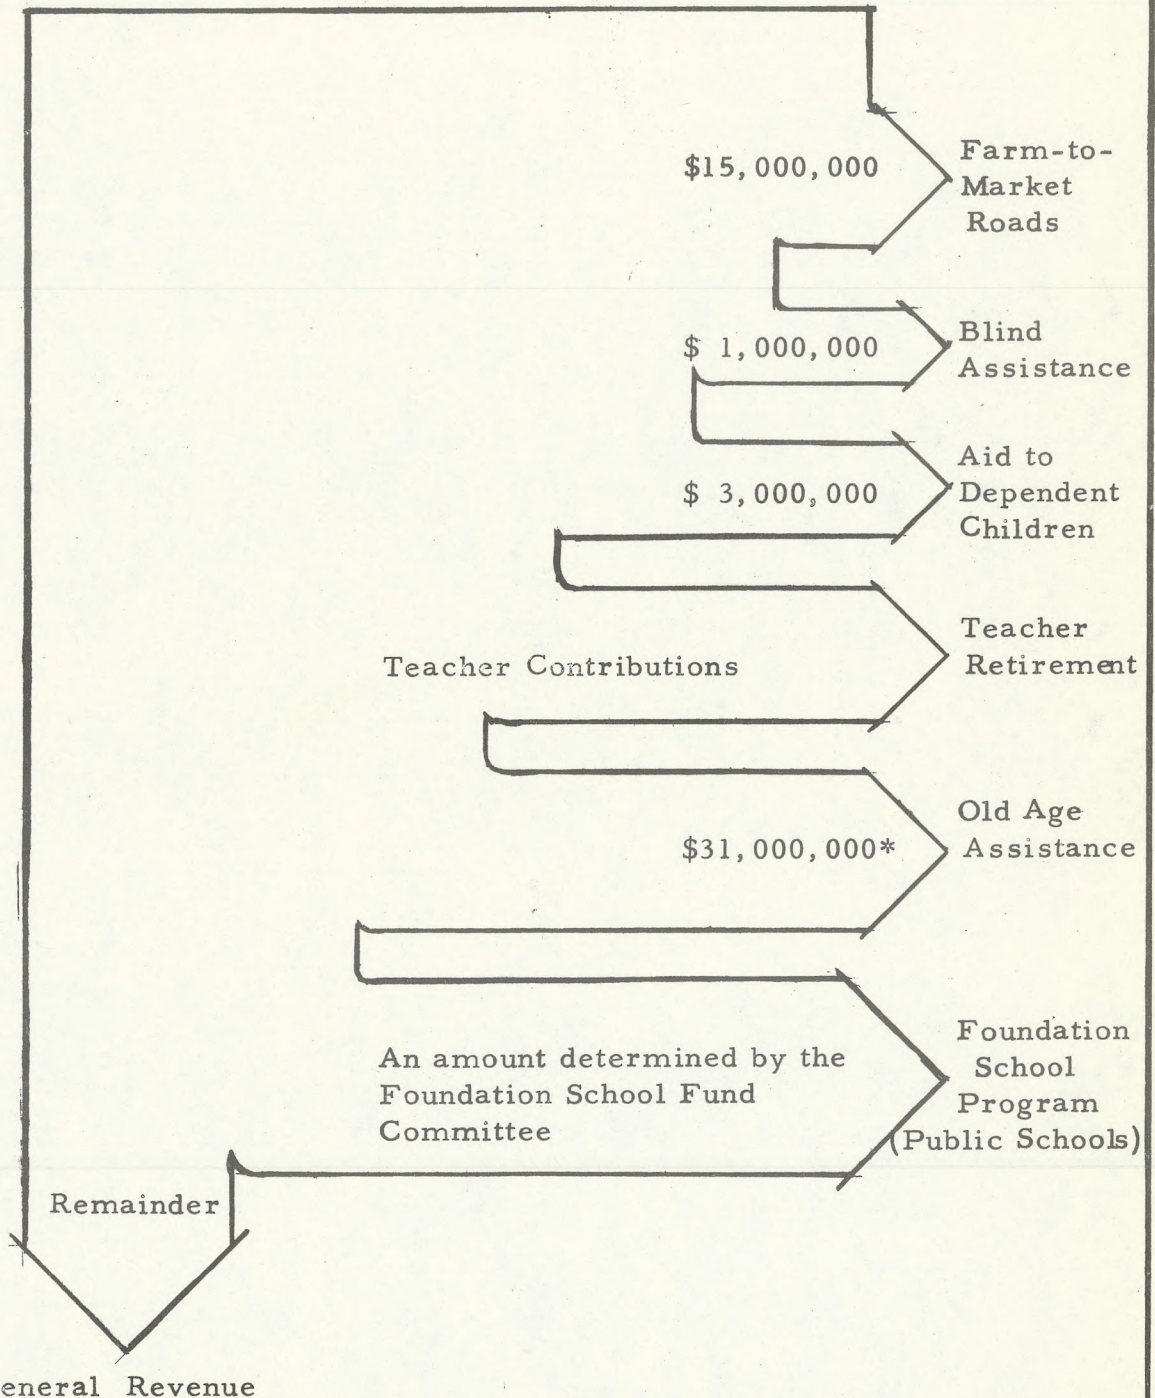 $15,000,000
Farm-to-
Market
Roads
$ 1,000,000
Blind
Assistance
$ 3,000,000
Aid to
Dependent
Children
Teacher Contributions
Teacher
Retirement
$31,000,000*
Old Age
Assistance
An amount determined by the
Foundation School Fund
Committee
Foundation
School
Program
(Public Schools)
Remainder
eneral Revenue